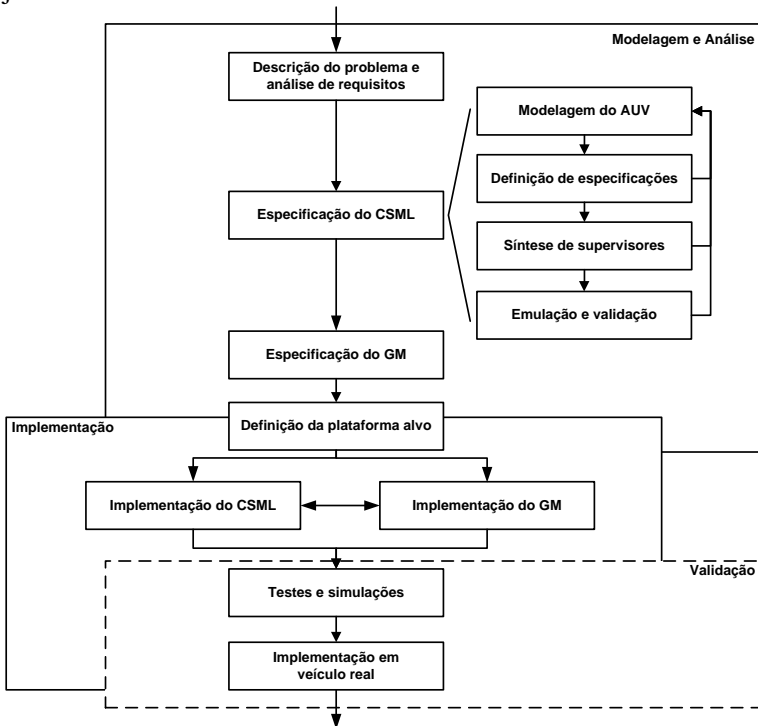 Modelagem e Análise
Descrição do problema e
análise de requisitos
Modelagem do AUV
Definição de especificações
Especificação do CSML
Síntese de supervisores
Emulação e validação
Especificação do GM
Implementação
Definição da plataforma alvo
Implementação do CSML
Implementação do GM
Validação
Testes e simulações
Implementação em
veículo real